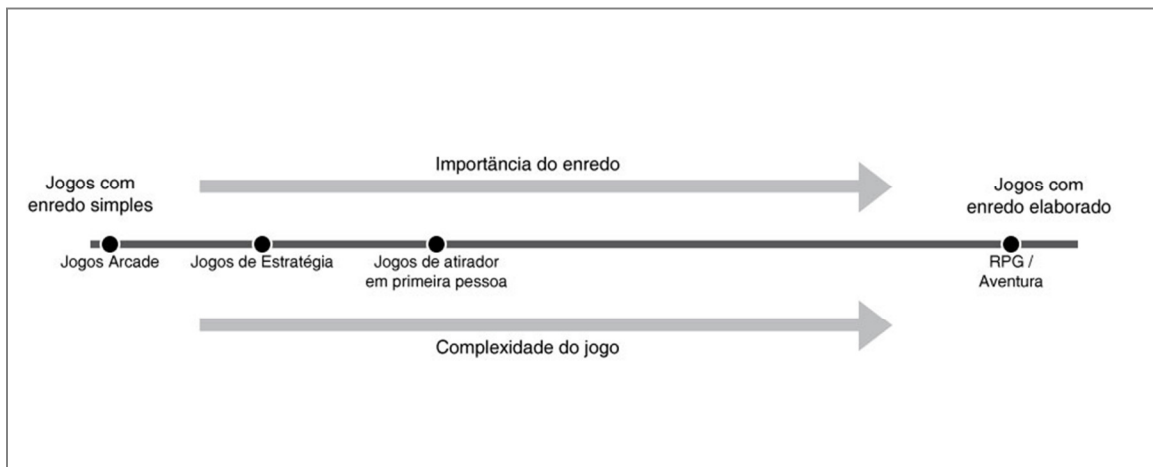 Importäncia do enredo
Jogos com
enredo simples
Jogos com
enredo elaborado
Jogos Arcade
Jogos de Estratégia
Jogos de atirador
em primeira pessoa
RPG /
Aventura
Complexidade do jogo